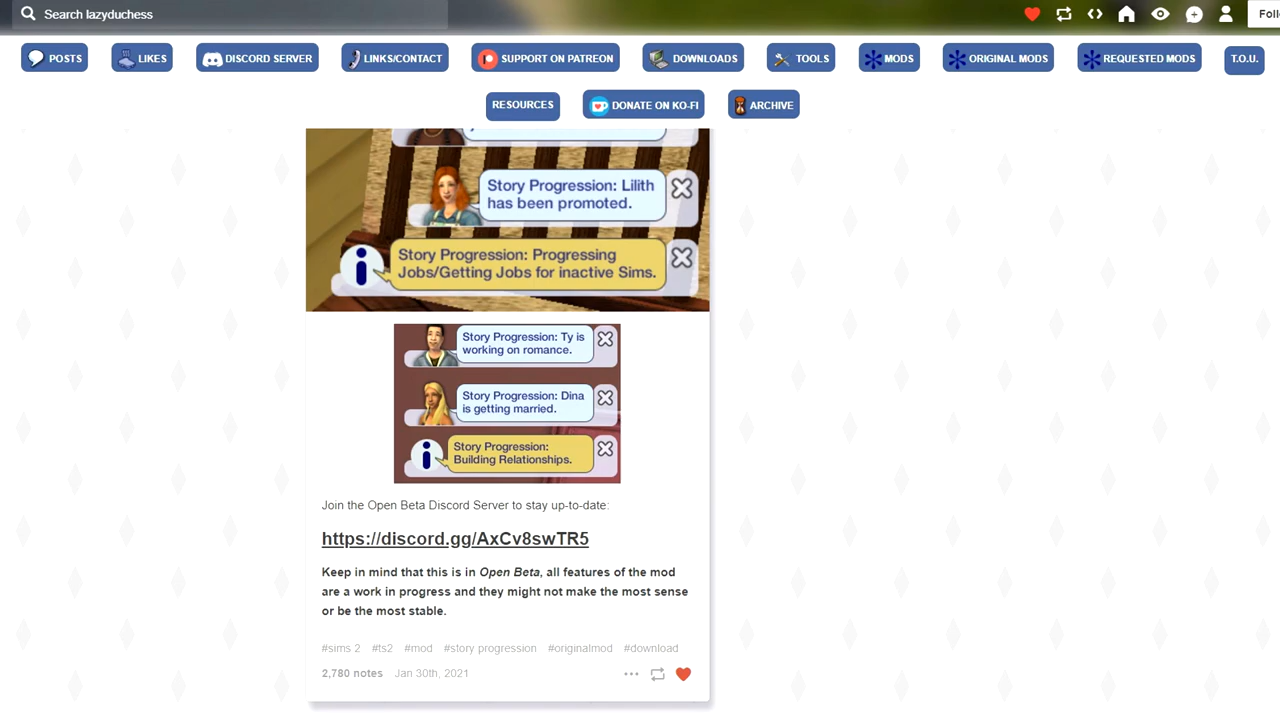 Search lazyduchess
POSTS
LIKES
DISCORD SERVER
LINKS/CONTACT
SUPPORT ON PATREON
DOWNLOADS
TOOLS
MODS
ORIGINAL MODS
REQUESTED MODS
T.O.U.
RESOURCES
DONATE ON KO-FI
ARCHIVE
Story Progression: Lilith
has been promoted.
Story Progression: Progressing
Jobs/Getting Jobs for inactive Sims.
Story Progression: Ty is
working on romance.
Story Progression: Dina
is getting married.
Story Progression:
Building Relationships.
Join the Open Beta Discord Server to stay up-to-date:
https://discord.gg/AxCv8swTR5
Keep in mind that this is in Open Beta, all features of the mod
are a work in progress and they might not make the most sense
or be the most stable.
#sims 2 #ts2 #mod #story progression #originalmod #download
2,780 notes Jan 30th, 2021